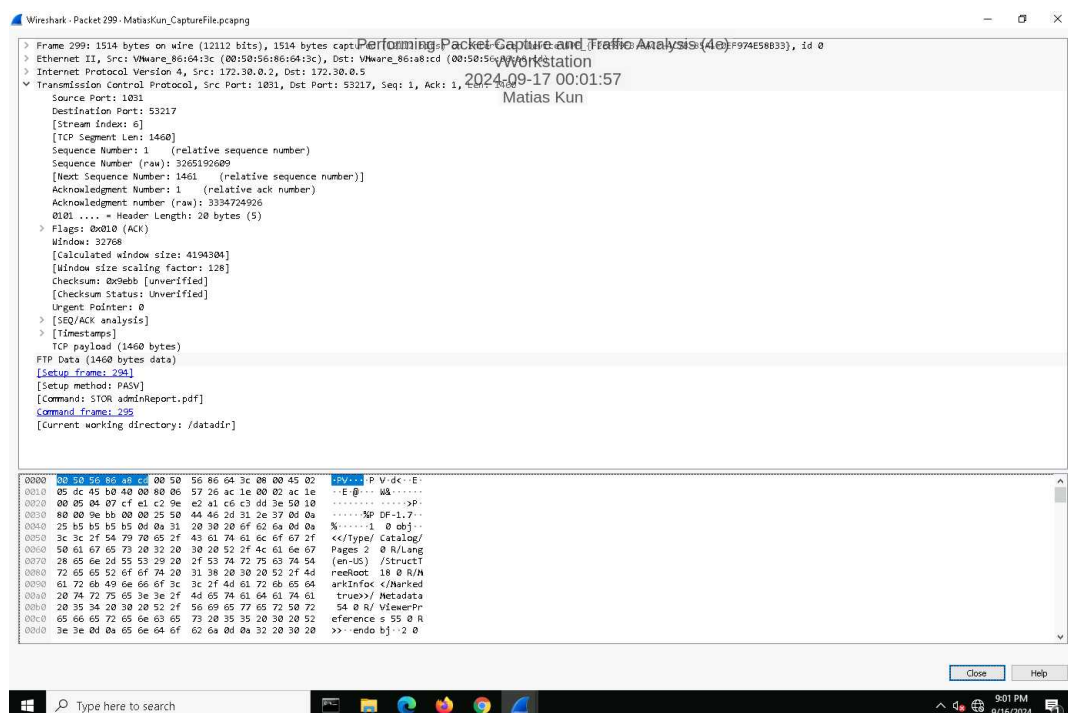 Wireshark · Packet 299 · MatiasKun_CaptureFile.pcapng
Performing Packet Capture and Traffic Analysis (4e)
vWorkstation
2024-09-17 00:01:57
Matias Kun
> Frame 299: 1514 bytes on wire (12112 bits), 1514 bytes, id 0
> Ethernet II, Src: VMware_86:64:3c (00:50:56:86:64:3c), Dst: VMware_86:a8:cd
> Internet Protocol Version 4, Src: 172.30.0.2, Dst: 172.30.0.5
Transmission Control Protocol, Src Port: 1031, Dst Port: 53217, Seq: 1, Ack: 1, Len: 1460
Source Port: 1031
Destination Port: 53217
[Stream index: 6]
[TCP Segment Len: 1460]
Sequence Number: 1 (relative sequence number)
Sequence Number (raw): 3265192609
[Next Sequence Number: 1461 (relative sequence number)]
Acknowledgment Number: 1 (relative ack number)
Acknowledgment number (raw): 3334724926
0101 .... = Header Length: 20 bytes (5)
> Flags: 0x010 (ACK)
Window: 32768
[Calculated window size: 4194304]
[Window size scaling factor: 128]
Checksum: 0x9ebb [unverified]
[Checksum Status: Unverified]
Urgent Pointer: 0
> [SEQ/ACK analysis]
> [Timestamps]
TCP payload (1460 bytes)
FTP Data (1460 bytes data)
[Setup frame: 294]
[Setup method: PASV]
[Command: STOR adminReport.pdf]
Command frame: 295
[Current working directory: /datadir]
0000 00 50 56 86 a8 cd 00 50 56 86 64 3c 08 00 45 02 ·PV····P V·d<··E·
0010 05 dc 45 b0 40 00 80 06 57 26 ac 1e 00 02 ac 1e ··E·@··· W&······
0020 00 05 04 07 cf e1 c2 9e e2 a1 c6 c3 dd 3e 50 10 ········ ·····>P·
0030 80 00 9e bb 00 00 25 50 44 46 2d 31 2e 37 0d 0a ······%P DF-1.7··
0040 25 b5 b5 b5 b5 0d 0a 31 20 30 20 6f 62 6a 0d 0a %······1 0 obj··
0050 3c 3c 2f 54 79 70 65 2f 43 61 74 61 6c 6f 67 2f <</Type/ Catalog/
0060 50 61 67 65 73 20 32 20 30 20 52 2f 4c 61 6e 67 Pages 2 0 R/Lang
0070 28 65 6e 2d 55 53 29 20 2f 53 74 72 75 63 74 54 (en-US) /StructT
0080 72 65 65 52 6f 6f 74 20 31 38 20 30 20 52 2f 4d reeRoot 18 0 R/M
0090 61 72 6b 49 6e 66 6f 3c 3c 2f 4d 61 72 6b 65 64 arkInfo< </Marked
00a0 20 74 72 75 65 3e 3e 2f 4d 65 74 61 64 61 74 61 true>>/ Metadata
00b0 20 35 34 20 30 20 52 2f 56 69 65 77 65 72 50 72 54 0 R/ ViewerPr
00c0 65 66 65 72 65 6e 63 65 73 20 35 35 20 30 20 52 eference s 55 0 R
00d0 3e 3e 0d 0a 65 6e 64 6f 62 6a 0d 0a 32 20 30 20 >>··endo bj··2 0
Close
Help
Type here to search
9:01 PM
9/16/2024